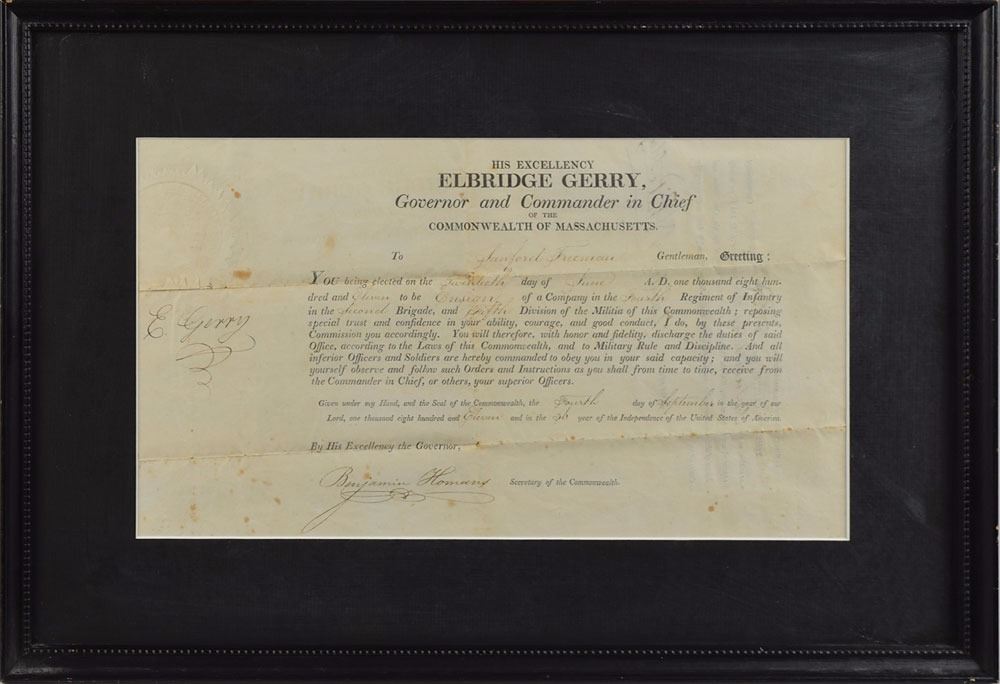 HIS EXCELLENCY
ELBRIDGE GERRY,
Governor and Commander in Chief
OF THE
COMMONWEALTH OF MASSACHUSETTS.
To Sanford Freeman Gentleman, Greeting:
YOU being elected on the Twentieth day of June A. D. one thousand eight hun-
dred and Eleven to be Ensign of a Company in the Fourth Regiment of Infantry
in the Second Brigade, and Fifth Division of the Militia of this Commonwealth; reposing
special trust and confidence in your ability, courage, and good conduct, I do, by these presents,
Commission you accordingly. You will therefore, with honor and fidelity, discharge the duties of said
Office, according to the Laws of this Commonwealth, and to Military Rule and Discipline. And all
inferior Officers and Soldiers are hereby commanded to obey you in your said capacity; and you will
yourself observe and follow such Orders and Instructions as you shall from time to time, receive from
the Commander in Chief, or others, your superior Officers.
E. Gerry
Given under my Hand, and the Seal of the Commonwealth, the Fourth day of September in the year of our
Lord, one thousand eight hundred and Eleven and in the 36 year of the Independence of the United States of America.
By His Excellency the Governor,
Benjamin Homans Secretary of the Commonwealth.